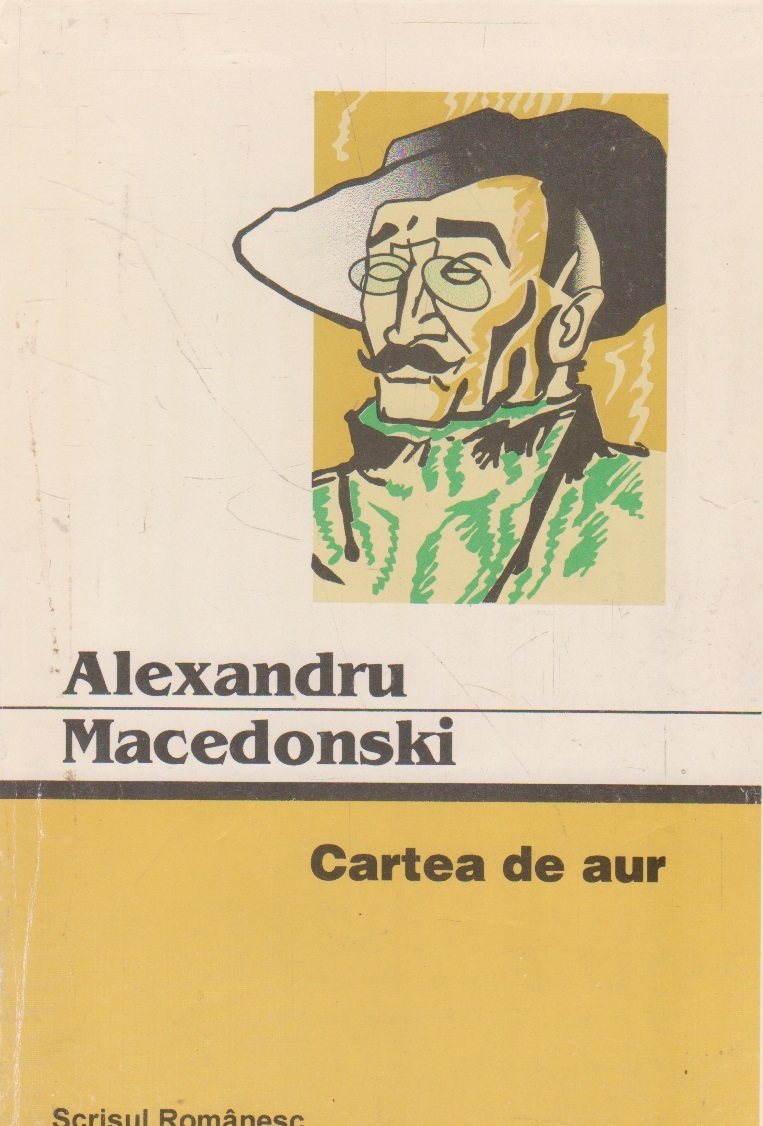 Alexandru
Macedonski
Cartea de aur
Scrisul Românesc